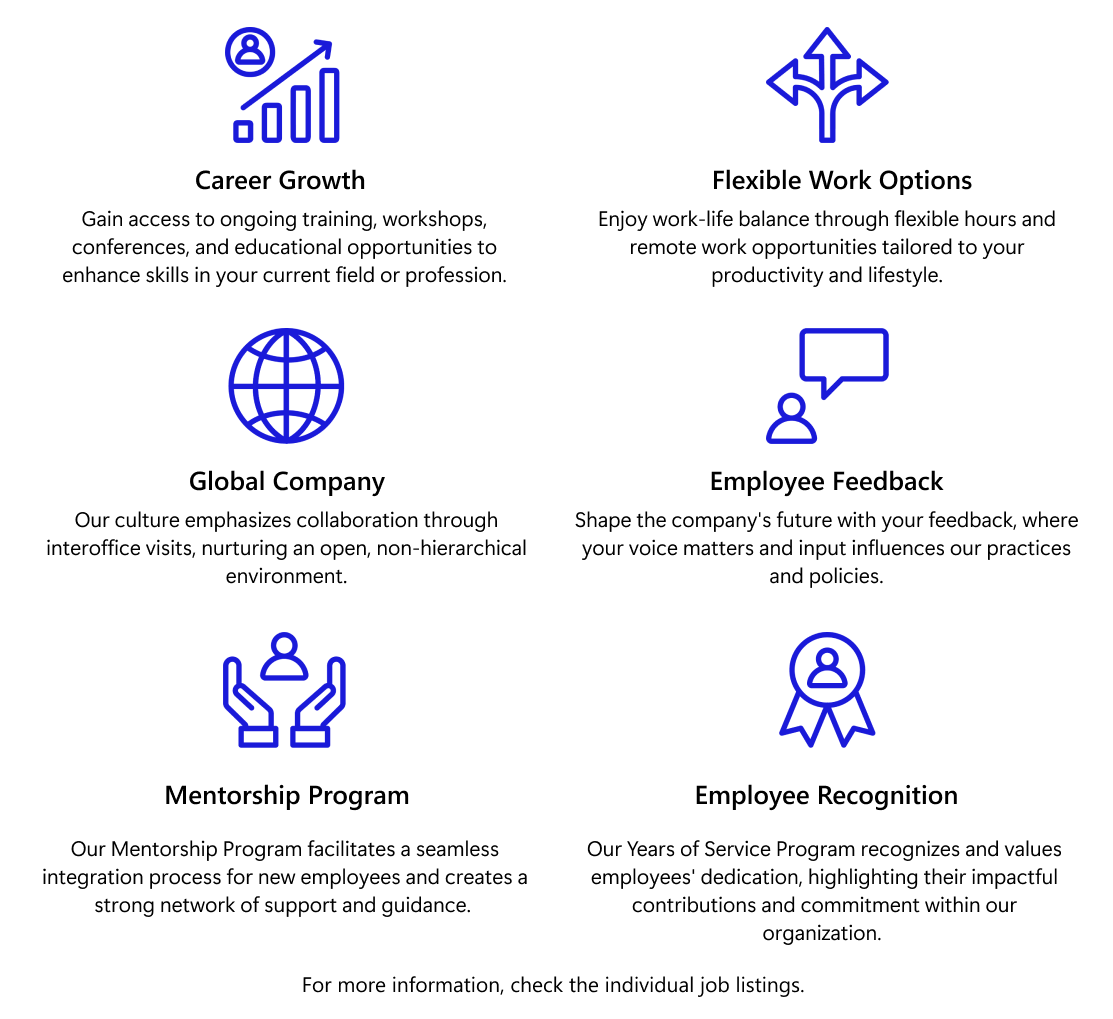 Career Growth
Gain access to ongoing training, workshops,
conferences, and educational opportunities to
enhance skills in your current field or profession.
Flexible Work Options
Enjoy work-life balance through flexible hours and
remote work opportunities tailored to your
productivity and lifestyle.
Global Company
Our culture emphasizes collaboration through
interoffice visits, nurturing an open, non-hierarchical
environment.
Employee Feedback
Shape the company's future with your feedback, where
your voice matters and input influences our practices
and policies.
Mentorship Program
Our Mentorship Program facilitates a seamless
integration process for new employees and creates a
strong network of support and guidance.
Employee Recognition
Our Years of Service Program recognizes and values
employees' dedication, highlighting their impactful
contributions and commitment within our
organization.
For more information, check the individual job listings.